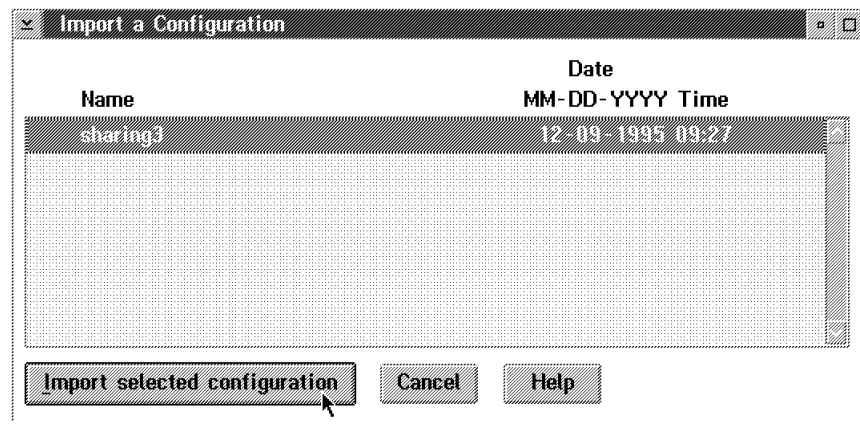 Import a Configuration
Date
Name MM-DD-YYYY Time
sharing3 12-09-1995 09:27
Import selected configuration Cancel Help